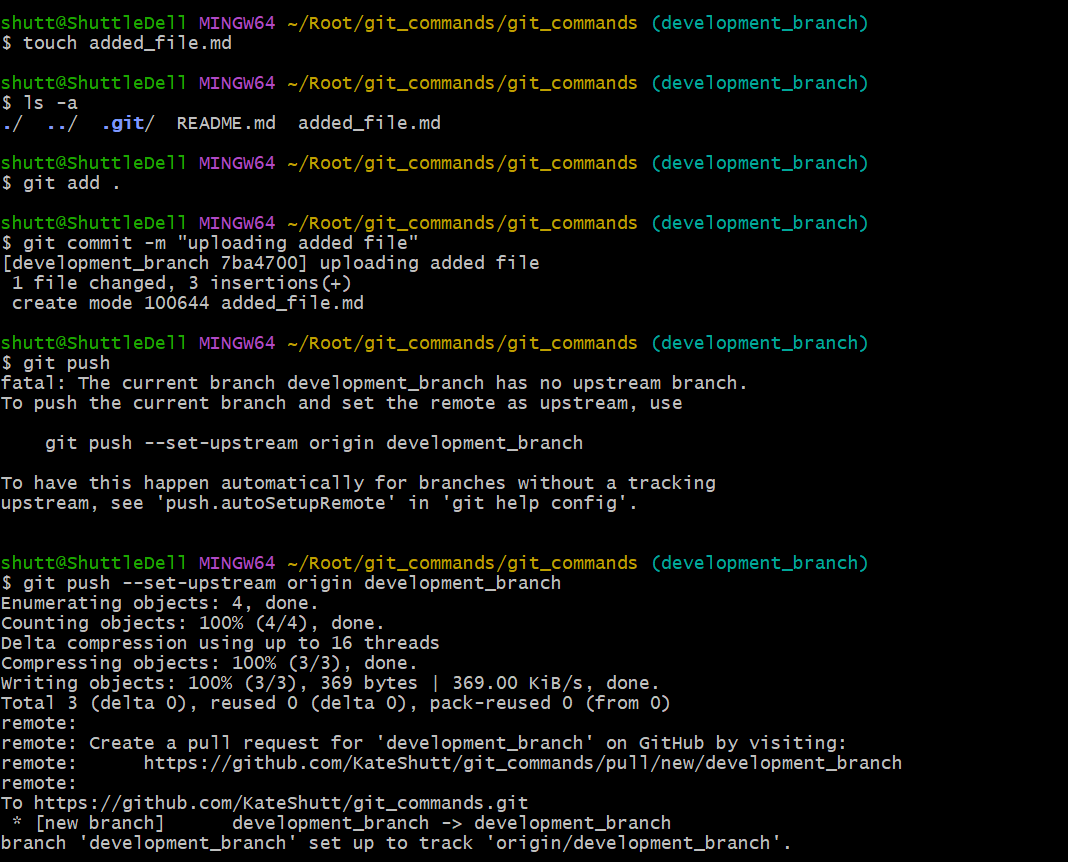 shutt@ShuttleDell MINGW64 ~/Root/git_commands/git_commands (development_branch)
$ touch added_file.md
shutt@ShuttleDell MINGW64 ~/Root/git_commands/git_commands (development_branch)
$ ls -a
./  ../  .git/  README.md  added_file.md
shutt@ShuttleDell MINGW64 ~/Root/git_commands/git_commands (development_branch)
$ git add .
shutt@ShuttleDell MINGW64 ~/Root/git_commands/git_commands (development_branch)
$ git commit -m "uploading added file"
[development_branch 7ba4700] uploading added file
 1 file changed, 3 insertions(+)
 create mode 100644 added_file.md
shutt@ShuttleDell MINGW64 ~/Root/git_commands/git_commands (development_branch)
$ git push
fatal: The current branch development_branch has no upstream branch.
To push the current branch and set the remote as upstream, use
    git push --set-upstream origin development_branch
To have this happen automatically for branches without a tracking
upstream, see 'push.autoSetupRemote' in 'git help config'.
shutt@ShuttleDell MINGW64 ~/Root/git_commands/git_commands (development_branch)
$ git push --set-upstream origin development_branch
Enumerating objects: 4, done.
Counting objects: 100% (4/4), done.
Delta compression using up to 16 threads
Compressing objects: 100% (3/3), done.
Writing objects: 100% (3/3), 369 bytes | 369.00 KiB/s, done.
Total 3 (delta 0), reused 0 (delta 0), pack-reused 0 (from 0)
remote:
remote: Create a pull request for 'development_branch' on GitHub by visiting:
remote:      https://github.com/KateShutt/git_commands/pull/new/development_branch
remote:
To https://github.com/KateShutt/git_commands.git
 * [new branch]      development_branch -> development_branch
branch 'development_branch' set up to track 'origin/development_branch'.